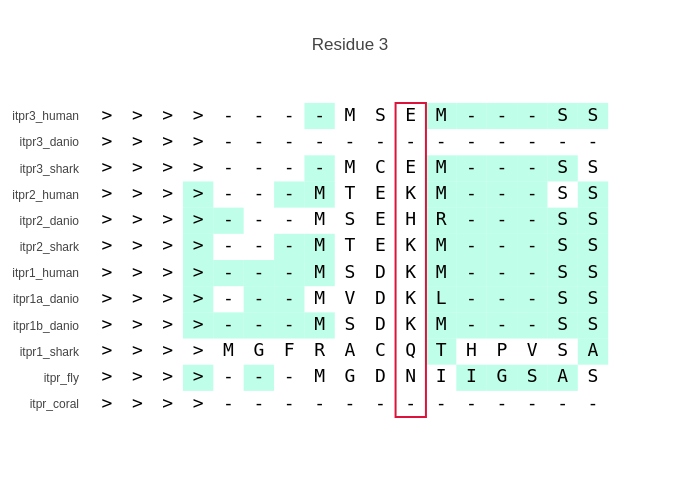 Residue 3
itpr3_human > > > > - - - - M S E M - - - S S
itpr3_danio > > > > - - - - - - - - - - - - -
itpr3_shark > > > > - - - - M C E M - - - S S
itpr2_human > > > > - - - M T E K M - - - S S
itpr2_danio > > > > - - - M S E H R - - - S S
itpr2_shark > > > > - - - M T E K M - - - S S
itpr1_human > > > > - - - M S D K M - - - S S
itpr1a_danio > > > > - - - M V D K L - - - S S
itpr1b_danio > > > > - - - M S D K M - - - S S
itpr1_shark > > > > M G F R A C Q T H P V S A
itpr_fly > > > > - - - M G D N I I G S A S
itpr_coral > > > > - - - - - - - - - - - - -